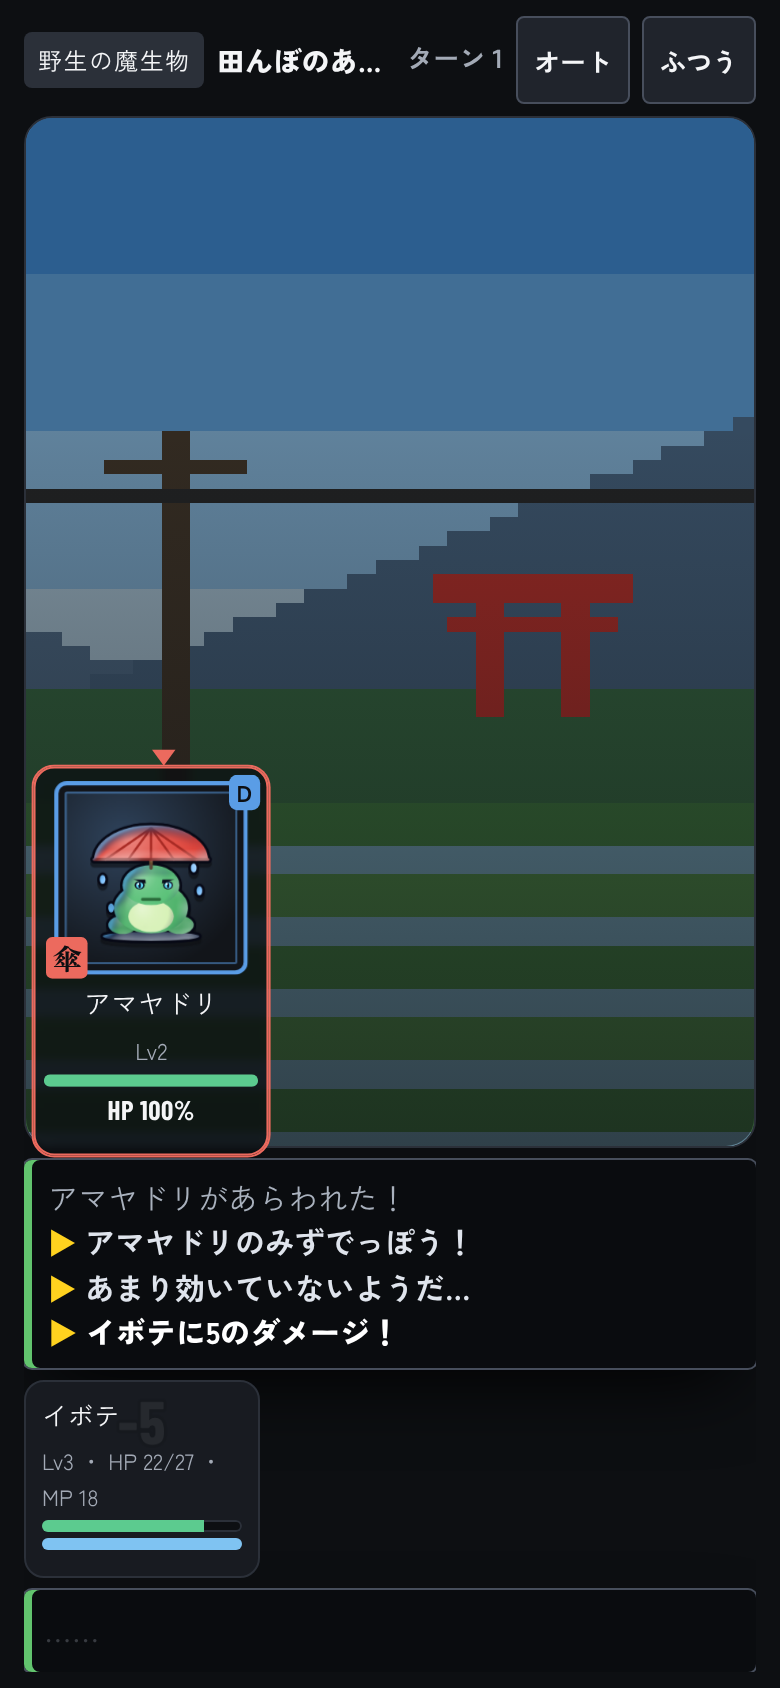 野生の魔生物 田んぼのあ... ターン 1 オート ふつう
D
傘
アマヤドリ
Lv2
HP 100%
アマヤドリがあらわれた！
▶ アマヤドリのみずでっぽう！
▶ あまり効いていないようだ...
▶ イボテに5のダメージ！
イボテ -5
Lv3 ・ HP 22/27 ・
MP 18
......